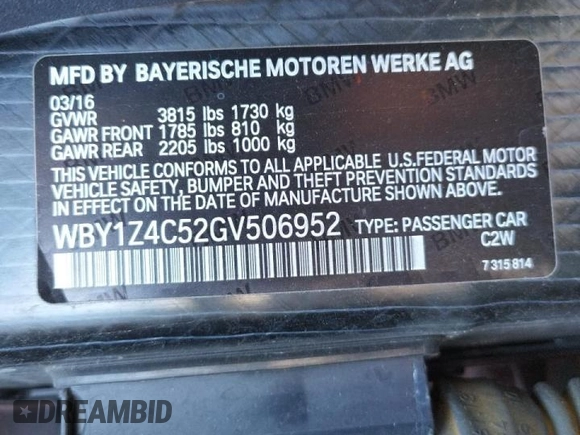 MFD BY BAYERISCHE MOTOREN WERKE AG
03/16
GVWR 3815 lbs 1730 kg
GAWR FRONT 1785 lbs 810 kg
GAWR REAR 2205 lbs 1000 kg
THIS VEHICLE CONFORMS TO ALL APPLICABLE U.S.FEDERAL MOTOR
VEHICLE SAFETY, BUMPER AND THEFT PREVENTION STANDARDS
IN EFFECT ON THE DATE OF MANUFACTURE SHOWN ABOVE.
WBY1Z4C52GV506952 TYPE: PASSENGER CAR
C2W
7 315 814
DREAMBID